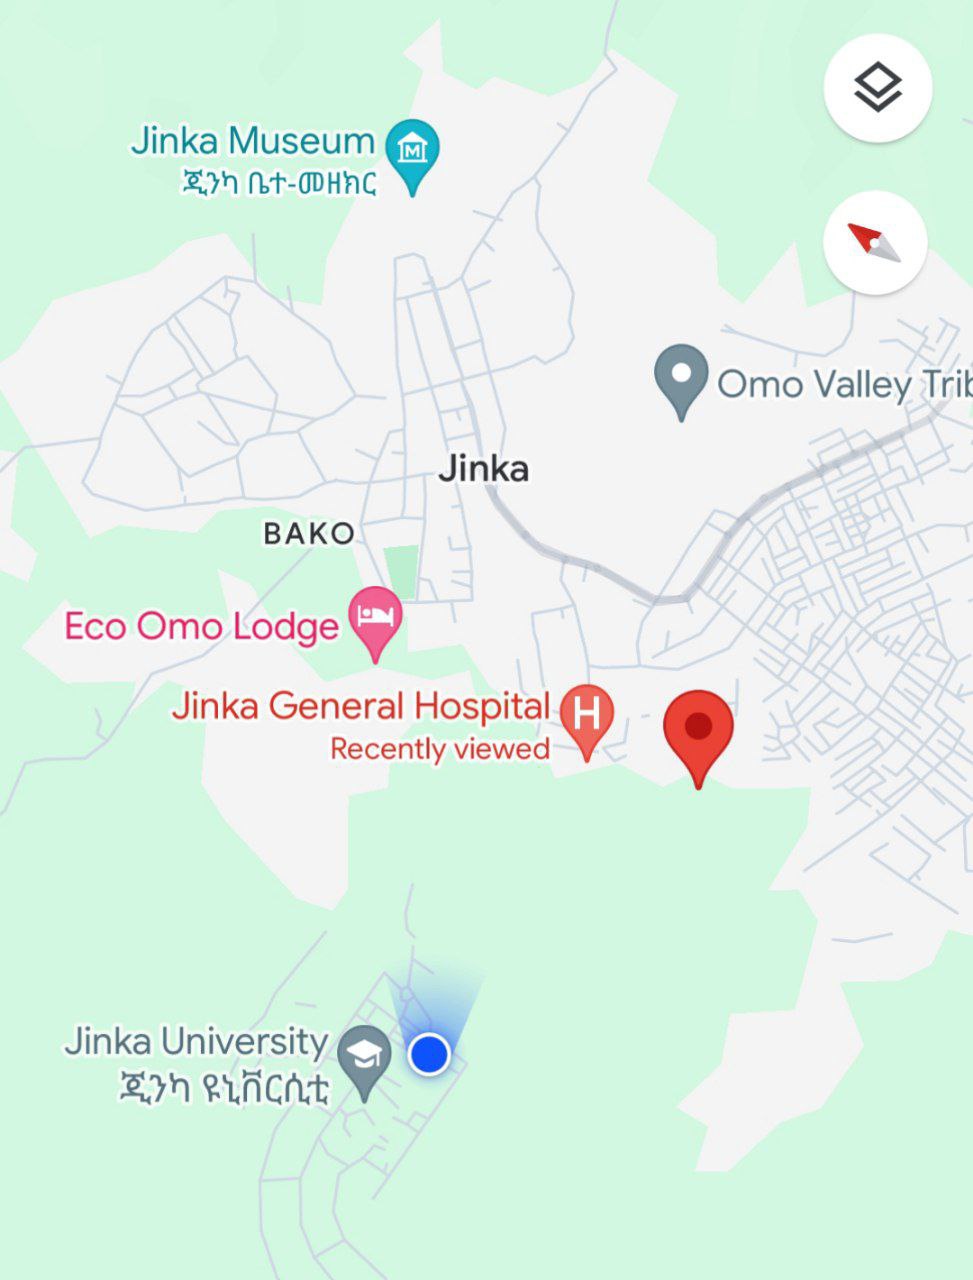 Jinka Museum
ጂንካ ቤተ-መዘክር
Omo Valley Trib
Jinka
BAKO
Eco Omo Lodge
Jinka General Hospital
H
Recently viewed
Jinka University
ጂንካ ዩኒቨርሲቲ